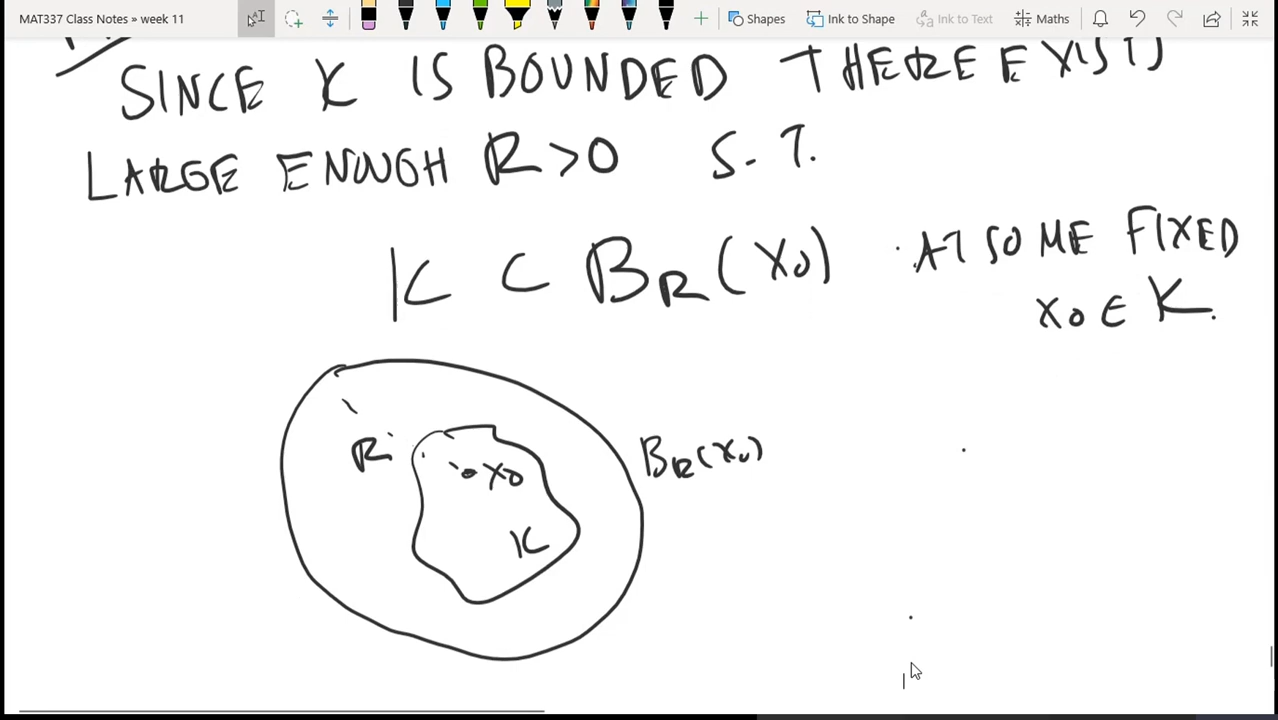 MAT337 Class Notes » week 11
Shapes Ink to Shape Ink to Text Maths
SINCE K IS BOUNDED THERE EXISTS
LARGE ENOUGH R>0 S.T.
K ⊂ B_R(x₀) AT SOME FIXED
x₀ ∈ K.
R
x₀
B_R(x₀)
K